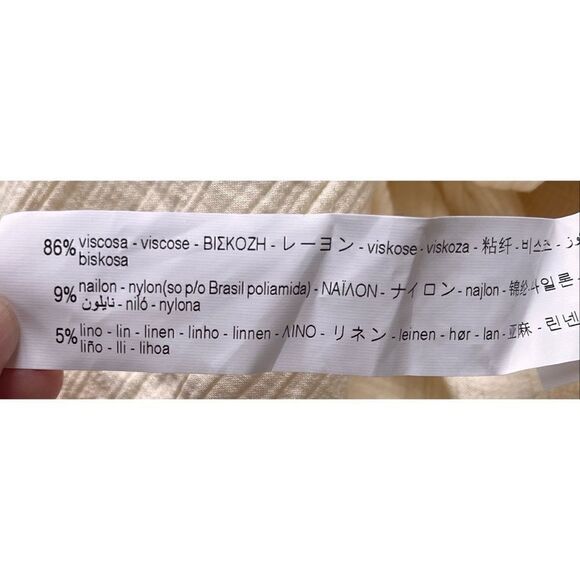 86% viscosa - viscose - ΒΙΣΚΟΖΗ - レーヨン - viskose - viskoza - 粘纤 - 비스코스 -
biskosa
9% nailon - nylon(so p/o Brasil poliamida) - ΝΑΪΛΟΝ - ナイロン - najlon - 锦纶 - 나일론 -
نايلون - niló - nylona
5% lino - lin - linen - linho - linnen - ΛΙΝΟ - リネン - leinen - hør - lan - 亚麻 - 린넨
liño - lli - lihoa